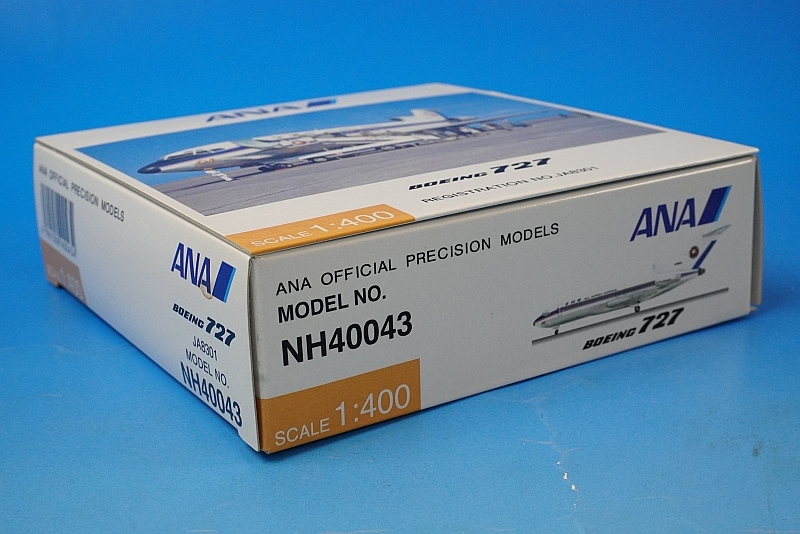 ANA
BOEING 727
REGISTRATION NO. JA8301
SCALE 1:400
ANA OFFICIAL PRECISION MODELS
ANA
BOEING 727
JA8301
MODEL NO.
NH40043
ANA OFFICIAL PRECISION MODELS
MODEL NO.
NH40043
SCALE 1:400
ANA
BOEING 727